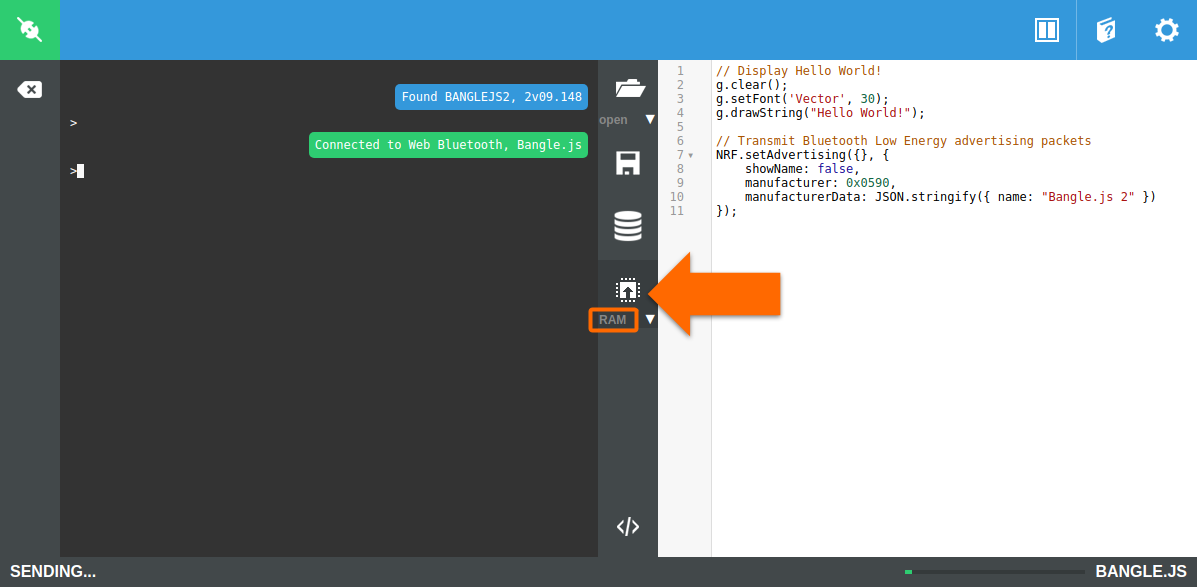 Found BANGLEJS2, 2v09.148
>
Connected to Web Bluetooth, Bangle.js
>
open ▼
RAM ▼
1 // Display Hello World!
2 g.clear();
3 g.setFont('Vector', 30);
4 g.drawString("Hello World!");
5
6 // Transmit Bluetooth Low Energy advertising packets
7 NRF.setAdvertising({}, {
8     showName: false,
9     manufacturer: 0x0590,
10     manufacturerData: JSON.stringify({ name: "Bangle.js 2" })
11 });
SENDING...
BANGLE.JS